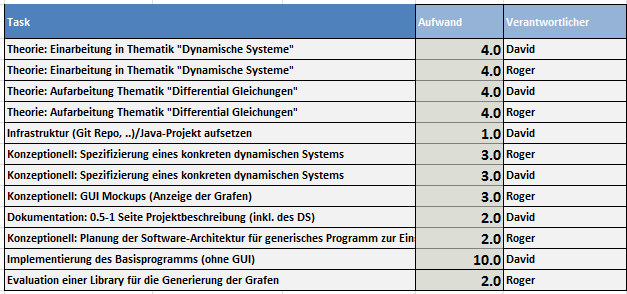 Task Aufwand Verantwortlicher
Theorie: Einarbeitung in Thematik "Dynamische Systeme" 4.0 David
Theorie: Einarbeitung in Thematik "Dynamische Systeme" 4.0 Roger
Theorie: Aufarbeitung Thematik "Differential Gleichungen" 4.0 David
Theorie: Aufarbeitung Thematik "Differential Gleichungen" 4.0 Roger
Infrastruktur (Git Repo, ..)/Java-Projekt aufsetzen 1.0 David
Konzeptionell: Spezifizierung eines konkreten dynamischen Systems 3.0 Roger
Konzeptionell: Spezifizierung eines konkreten dynamischen Systems 3.0 David
Konzeptionell: GUI Mockups (Anzeige der Grafen) 3.0 Roger
Dokumentation: 0.5-1 Seite Projektbeschreibung (inkl. des DS) 2.0 David
Konzeptionell: Planung der Software-Architektur für generisches Programm zur 2.0 Roger
Implementierung des Basisprogramms (ohne GUI) 10.0 David
Evaluation einer Library für die Generierung der Grafen 2.0 Roger